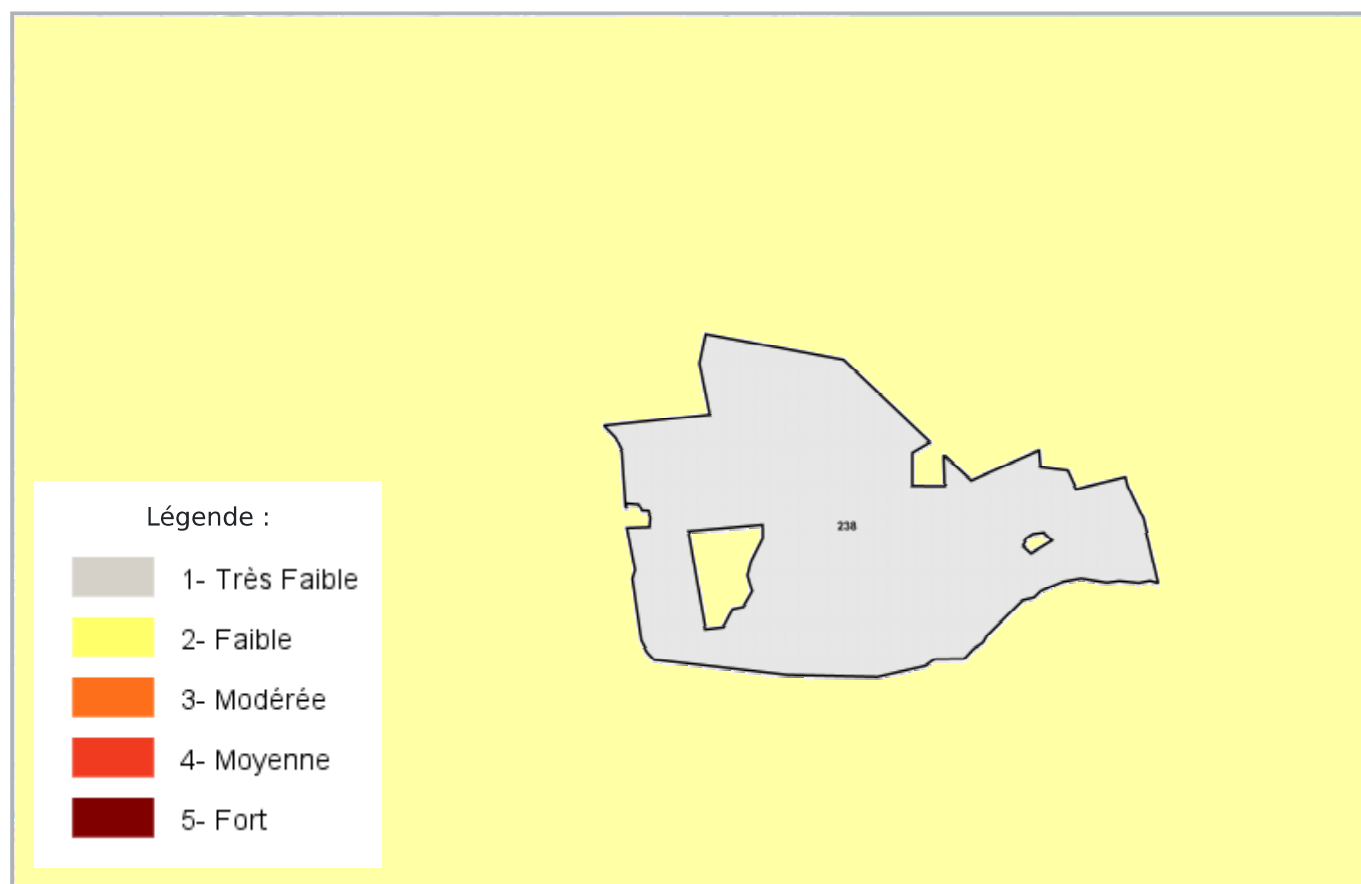 238
Légende :
1- Très Faible
2- Faible
3- Modérée
4- Moyenne
5- Fort